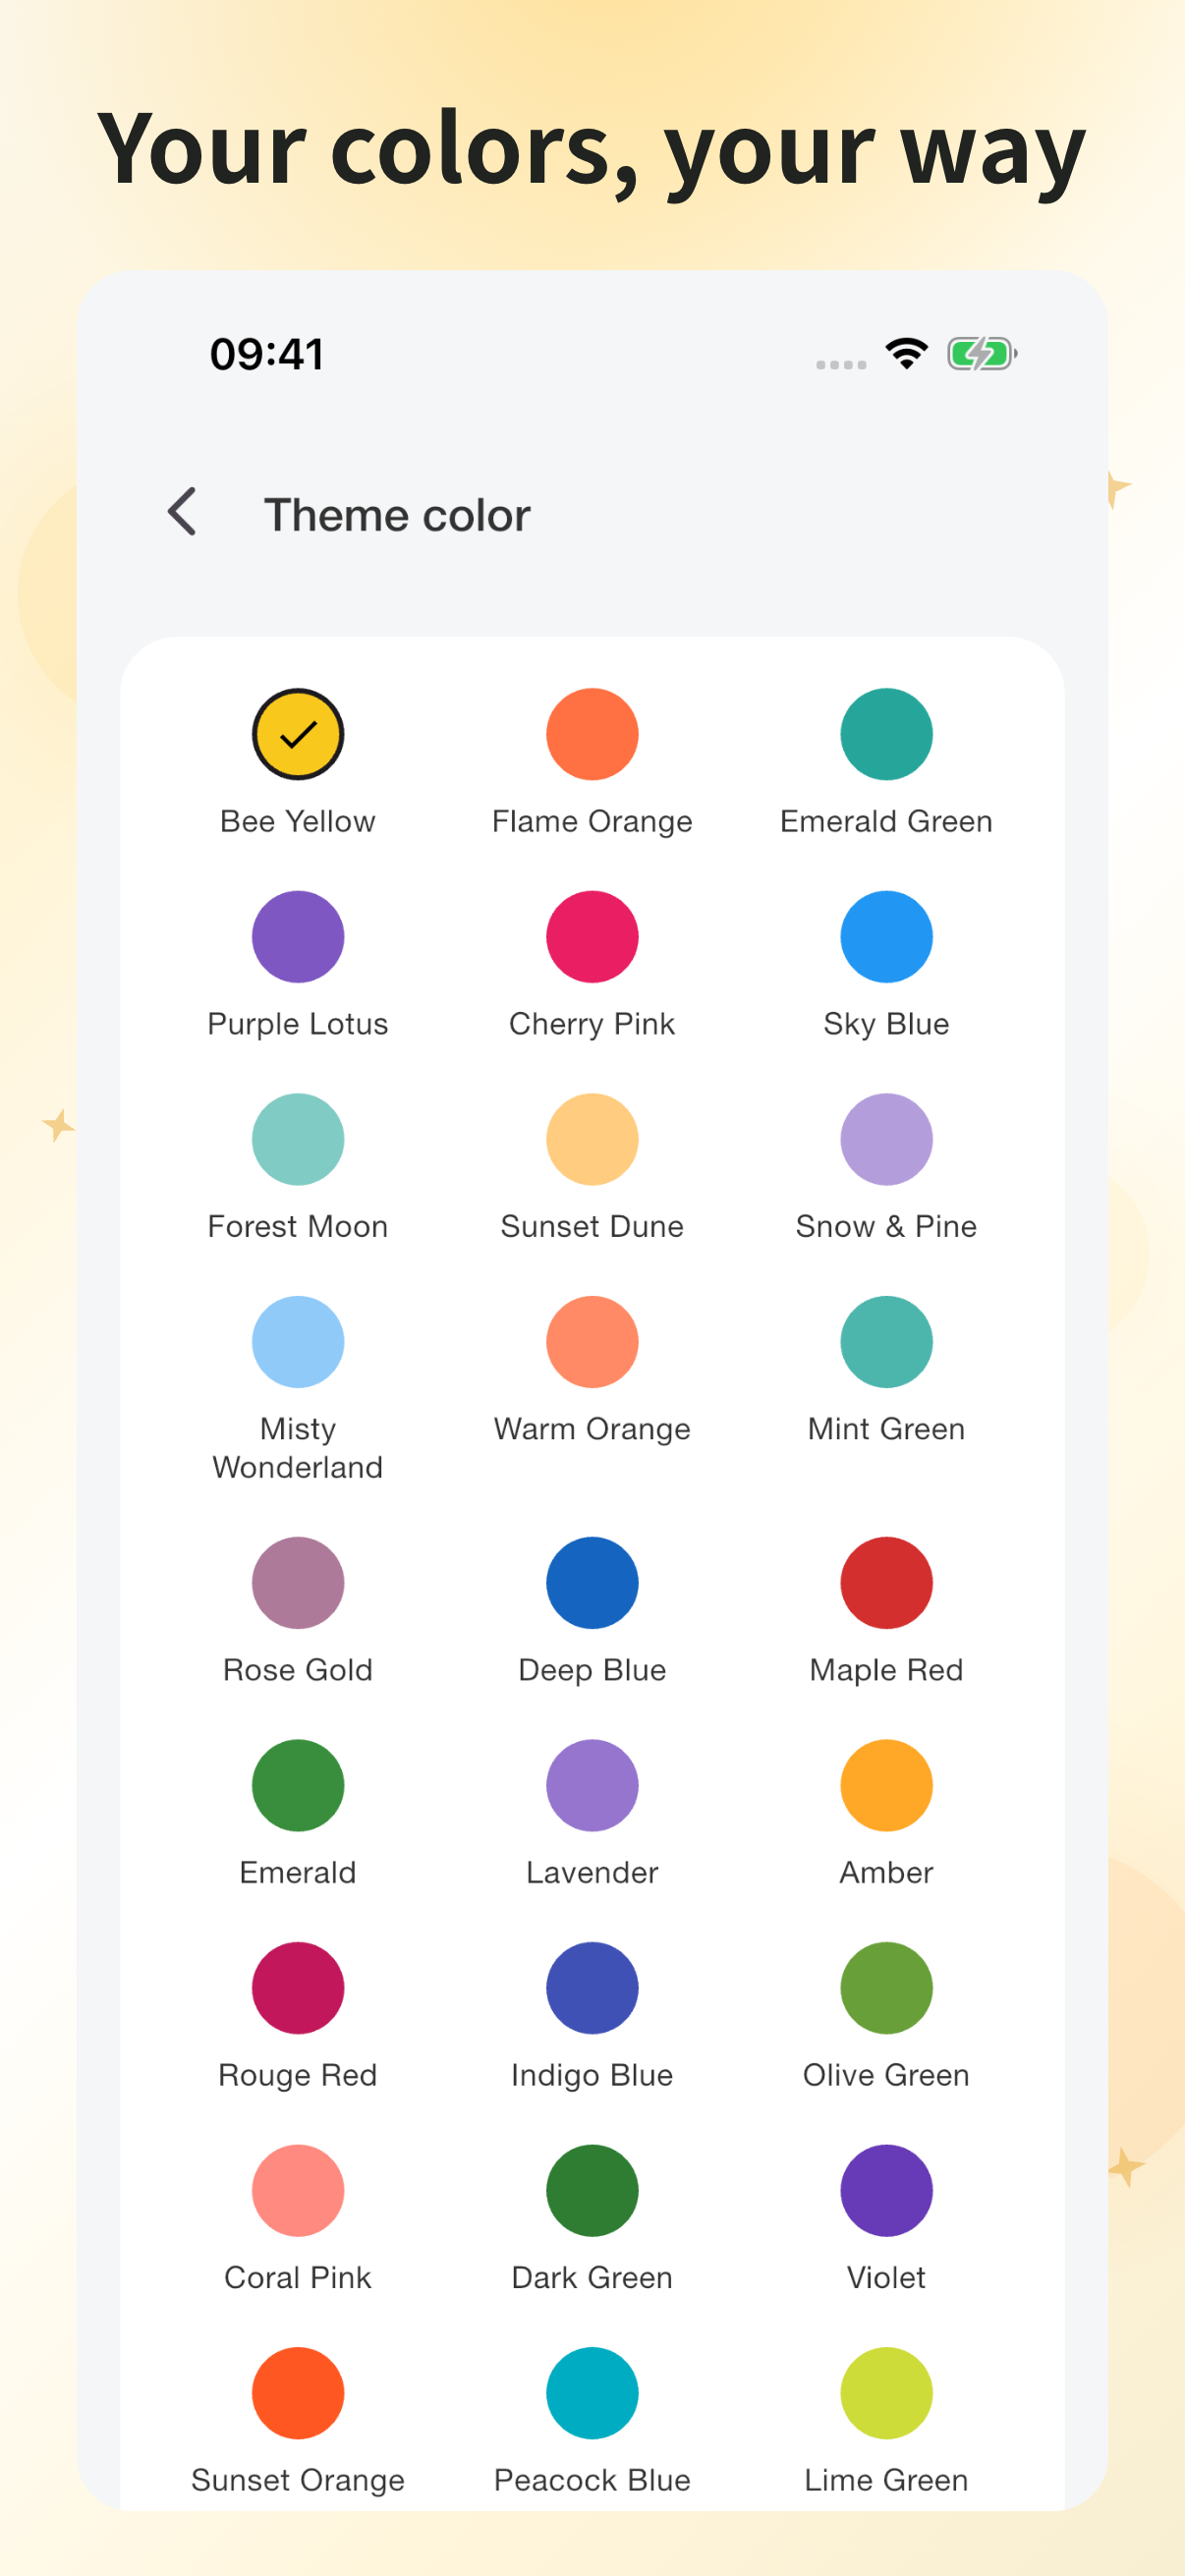 Your colors, your way
09:41
Theme color
Bee Yellow
Flame Orange
Emerald Green
Purple Lotus
Cherry Pink
Sky Blue
Forest Moon
Sunset Dune
Snow & Pine
Misty
Wonderland
Warm Orange
Mint Green
Rose Gold
Deep Blue
Maple Red
Emerald
Lavender
Amber
Rouge Red
Indigo Blue
Olive Green
Coral Pink
Dark Green
Violet
Sunset Orange
Peacock Blue
Lime Green